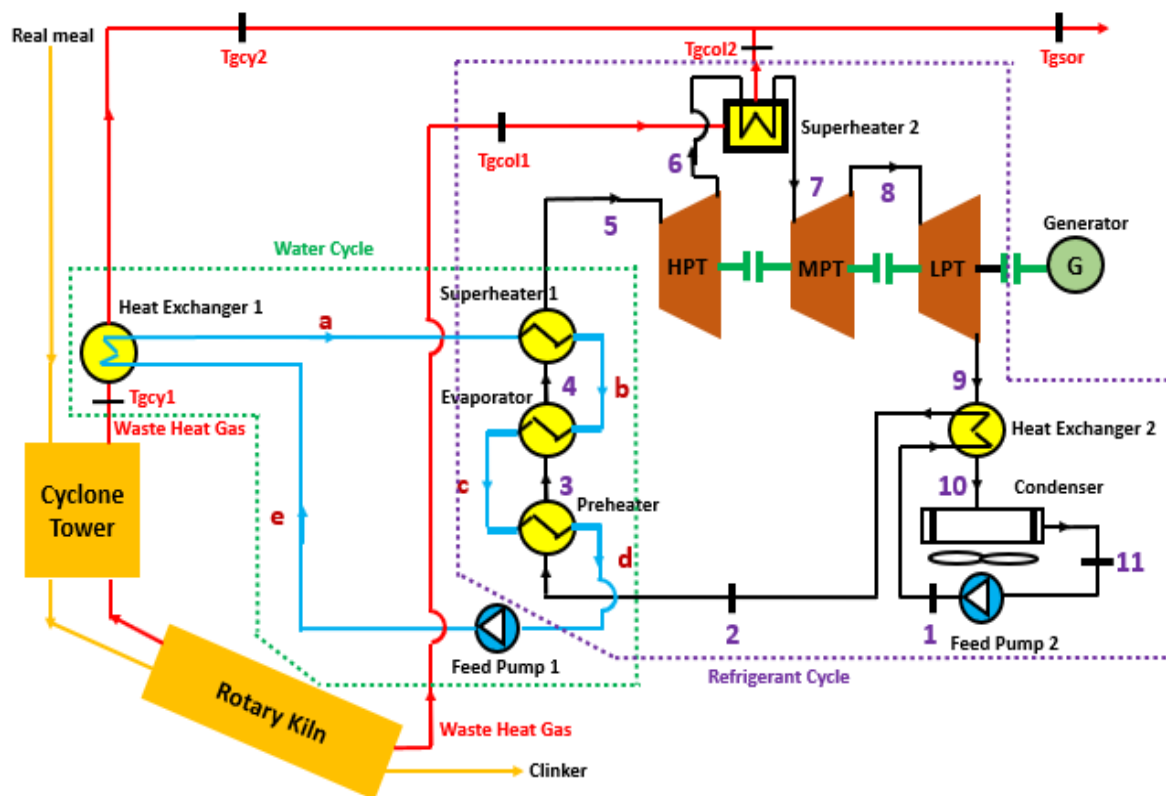 Real meal
Tgcy2
Tgcol2
Tgsor
Tgcol1
Superheater 2
6
7
8
5
Water Cycle
Generator
HPT
MPT
LPT
G
Heat Exchanger 1
Superheater 1
a
9
Tgcy1
Evaporator
4
b
Heat Exchanger 2
Waste Heat Gas
Cyclone
Tower
c
3
Preheater
10
Condenser
e
d
11
2
1
Feed Pump 1
Feed Pump 2
Refrigerant Cycle
Rotary Kiln
Waste Heat Gas
Clinker